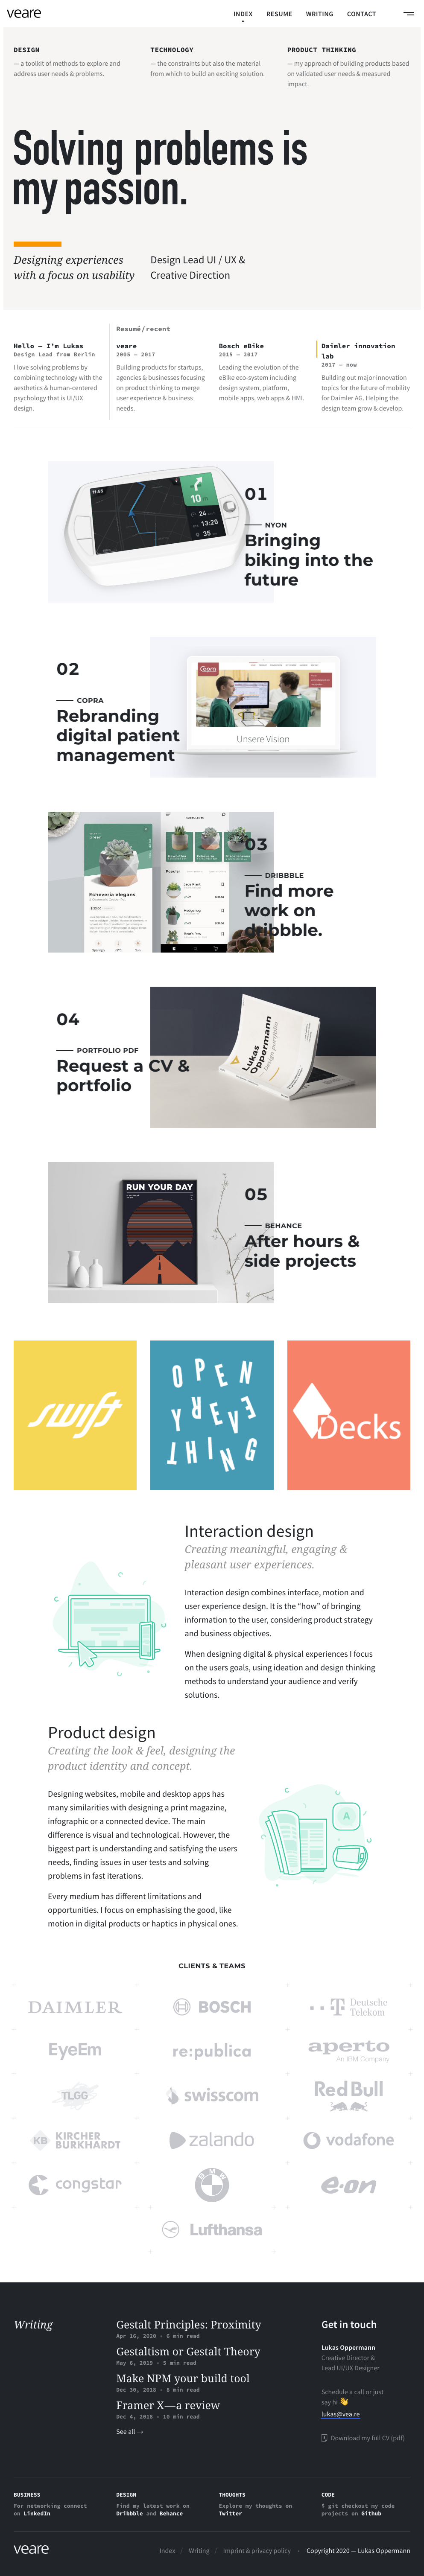 veare
INDEX RESUME WRITING CONTACT
DESIGN
— a toolkit of methods to explore and
address user needs & problems.
TECHNOLOGY
— the constraints but also the material
from which to build an exciting solution.
PRODUCT THINKING
— my approach of building products based
on validated user needs & measured
impact.
Solving problems is
my passion.
Designing experiences
with a focus on usability
Design Lead UI / UX &
Creative Direction
Resumé/recent
Hello — I'm Lukas
Design Lead from Berlin
I love solving problems by
combining technology with the
aesthetics & human-centered
psychology that is UI/UX
design.
veare
2005 — 2017
Building products for startups,
agencies & businesses focusing
on product thinking to merge
user experience & business
needs.
Bosch eBike
2015 — 2017
Leading the evolution of the
eBike eco-system including
design system, platform,
mobile apps, web apps & HMI.
Daimler innovation
lab
2017 — now
Building out major innovation
topics for the future of mobility
for Daimler AG. Helping the
design team grow & develop.
11:55
10
24
13:20
35
01
NYON
Bringing
biking into the
future
02
COPRA
Rebranding
digital patient
management
Copra
Unsere Vision
Echeveria elegans
Popular
03
DRIBBBLE
Find more
work on
dribbble.
04
PORTFOLIO PDF
Request a CV &
portfolio
Lukas
Oppermann
RUN YOUR DAY
05
BEHANCE
After hours &
side projects
swift
OPEN
EVERY
THING
Decks
Interaction design
Creating meaningful, engaging &
pleasant user experiences.
Interaction design combines interface, motion and
user experience design. It is the “how” of bringing
information to the user, considering product strategy
and business objectives.
When designing digital & physical experiences I focus
on the users goals, using ideation and design thinking
methods to understand your audience and verify
solutions.
Product design
Creating the look & feel, designing the
product identity and concept.
Designing websites, mobile and desktop apps has
many similarities with designing a print magazine,
infographic or a connected device. The main
difference is visual and technological. However, the
biggest part is understanding and satisfying the users
needs, finding issues in user tests and solving
problems in fast iterations.
Every medium has different limitations and
opportunities. I focus on emphasising the good, like
motion in digital products or haptics in physical ones.
A
CLIENTS & TEAMS
DAIMLER
BOSCH
T Deutsche
Telekom
EyeEm
re:publica
aperto
An IBM Company
TLGG
swisscom
Red Bull
KB KIRCHER
BURKHARDT
zalando
vodafone
congstar
BMW
e·on
Lufthansa
Writing
Gestalt Principles: Proximity
Apr 16, 2020 · 6 min read
Gestaltism or Gestalt Theory
May 6, 2019 · 5 min read
Make NPM your build tool
Dec 30, 2018 · 8 min read
Framer X—a review
Dec 4, 2018 · 10 min read
See all →
Get in touch
Lukas Oppermann
Creative Director &
Lead UI/UX Designer
Schedule a call or just
say hi 👋
lukas@vea.re
Download my full CV (pdf)
BUSINESS
For networking connect
on LinkedIn
DESIGN
Find my latest work on
Dribbble and Behance
THOUGHTS
Explore my thoughts on
Twitter
CODE
$ git checkout my code
projects on Github
veare
Index / Writing / Imprint & privacy policy • Copyright 2020 — Lukas Oppermann